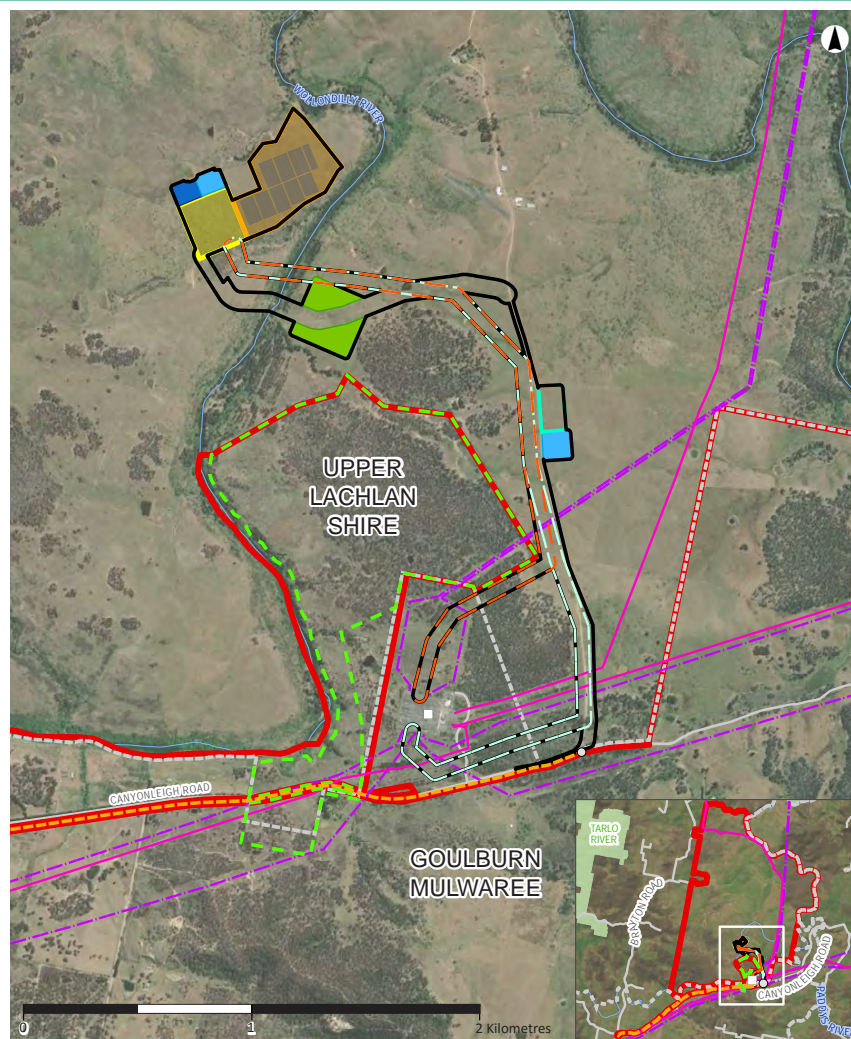 WOLLONDILLY RIVER
UPPER
LACHLAN
SHIRE
CANYONLEIGH ROAD
GOULBURN
MULWAREE
TARLO
RIVER
BRAYTON ROAD
CANYONLEIGH ROAD
0
1
2 Kilometres